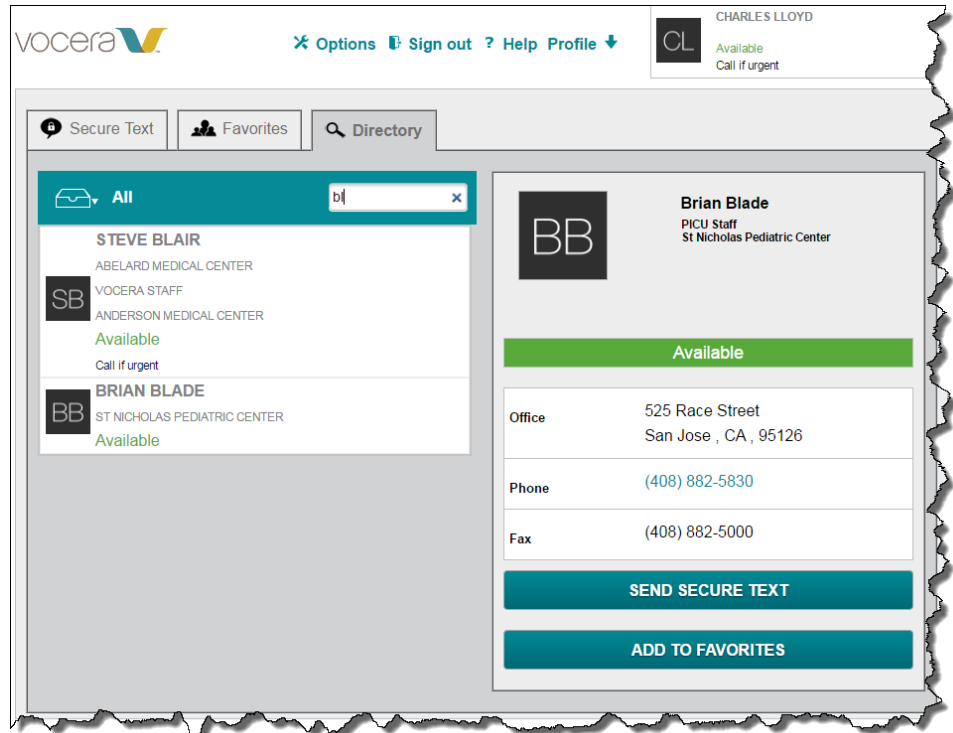 vocera
Options Sign out ? Help Profile
CL
CHARLES LLOYD
Available
Call if urgent
Secure Text
Favorites
Directory
All
bl
SB
STEVE BLAIR
ABELARD MEDICAL CENTER
VOCERA STAFF
ANDERSON MEDICAL CENTER
Available
Call if urgent
BB
BRIAN BLADE
ST NICHOLAS PEDIATRIC CENTER
Available
BB
Brian Blade
PICU Staff
St Nicholas Pediatric Center
Available
Office
525 Race Street
San Jose , CA , 95126
Phone
(408) 882-5830
Fax
(408) 882-5000
SEND SECURE TEXT
ADD TO FAVORITES